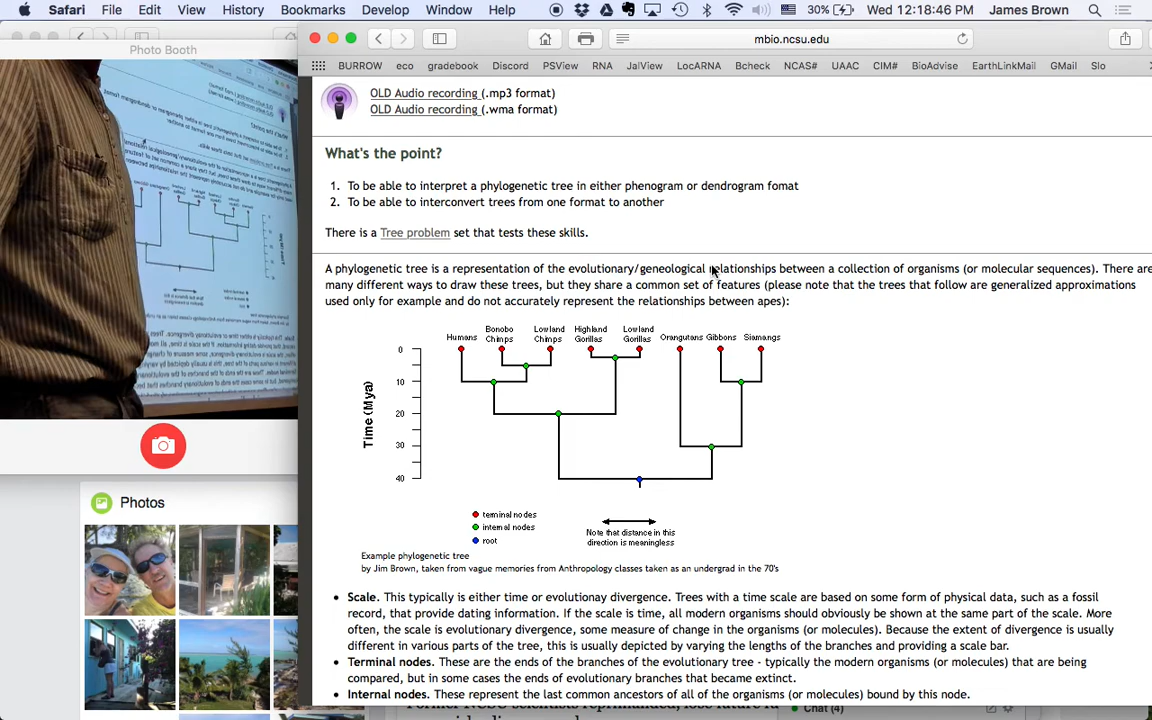 Safari File Edit View History Bookmarks Develop Window Help 30% Wed 12:18:46 PM James Brown
Photo Booth
mbio.ncsu.edu
BURROW eco gradebook Discord PSView RNA JalView LocARNA Bcheck NCAS# UAAC CIM# BioAdvise EarthLinkMail GMail Slo
OLD Audio recording (.mp3 format)
OLD Audio recording (.wma format)
What's the point?
1. To be able to interpret a phylogenetic tree in either phenogram or dendrogram fomat
2. To be able to interconvert trees from one format to another
There is a Tree problem set that tests these skills.
A phylogenetic tree is a representation of the evolutionary/geneological relationships between a collection of organisms (or molecular sequences). There are
many different ways to draw these trees, but they share a common set of features (please note that the trees that follow are generalized approximations
used only for example and do not accurately represent the relationships between apes):
Humans Bonobo Chimps Lowland Chimps Highland Gorillas Lowland Gorillas Orangutans Gibbons Siamangs
Time (Mya)
0
10
20
30
40
terminal nodes
internal nodes
root
Note that distance in this
direction is meaningless
Example phylogenetic tree
by Jim Brown, taken from vague memories from Anthropology classes taken as an undergrad in the 70's
• Scale. This typically is either time or evolutionay divergence. Trees with a time scale are based on some form of physical data, such as a fossil
record, that provide dating information. If the scale is time, all modern organisms should obviously be shown at the same part of the scale. More
often, the scale is evolutionary divergence, some measure of change in the organisms (or molecules). Because the extent of divergence is usually
different in various parts of the tree, this is usually depicted by varying the lengths of the branches and providing a scale bar.
• Terminal nodes. These are the ends of the branches of the evolutionary tree - typically the modern organisms (or molecules) that are being
compared, but in some cases the ends of evolutionary branches that became extinct.
• Internal nodes. These represent the last common ancestors of all of the organisms (or molecules) bound by this node.
Photos
Chat (4)